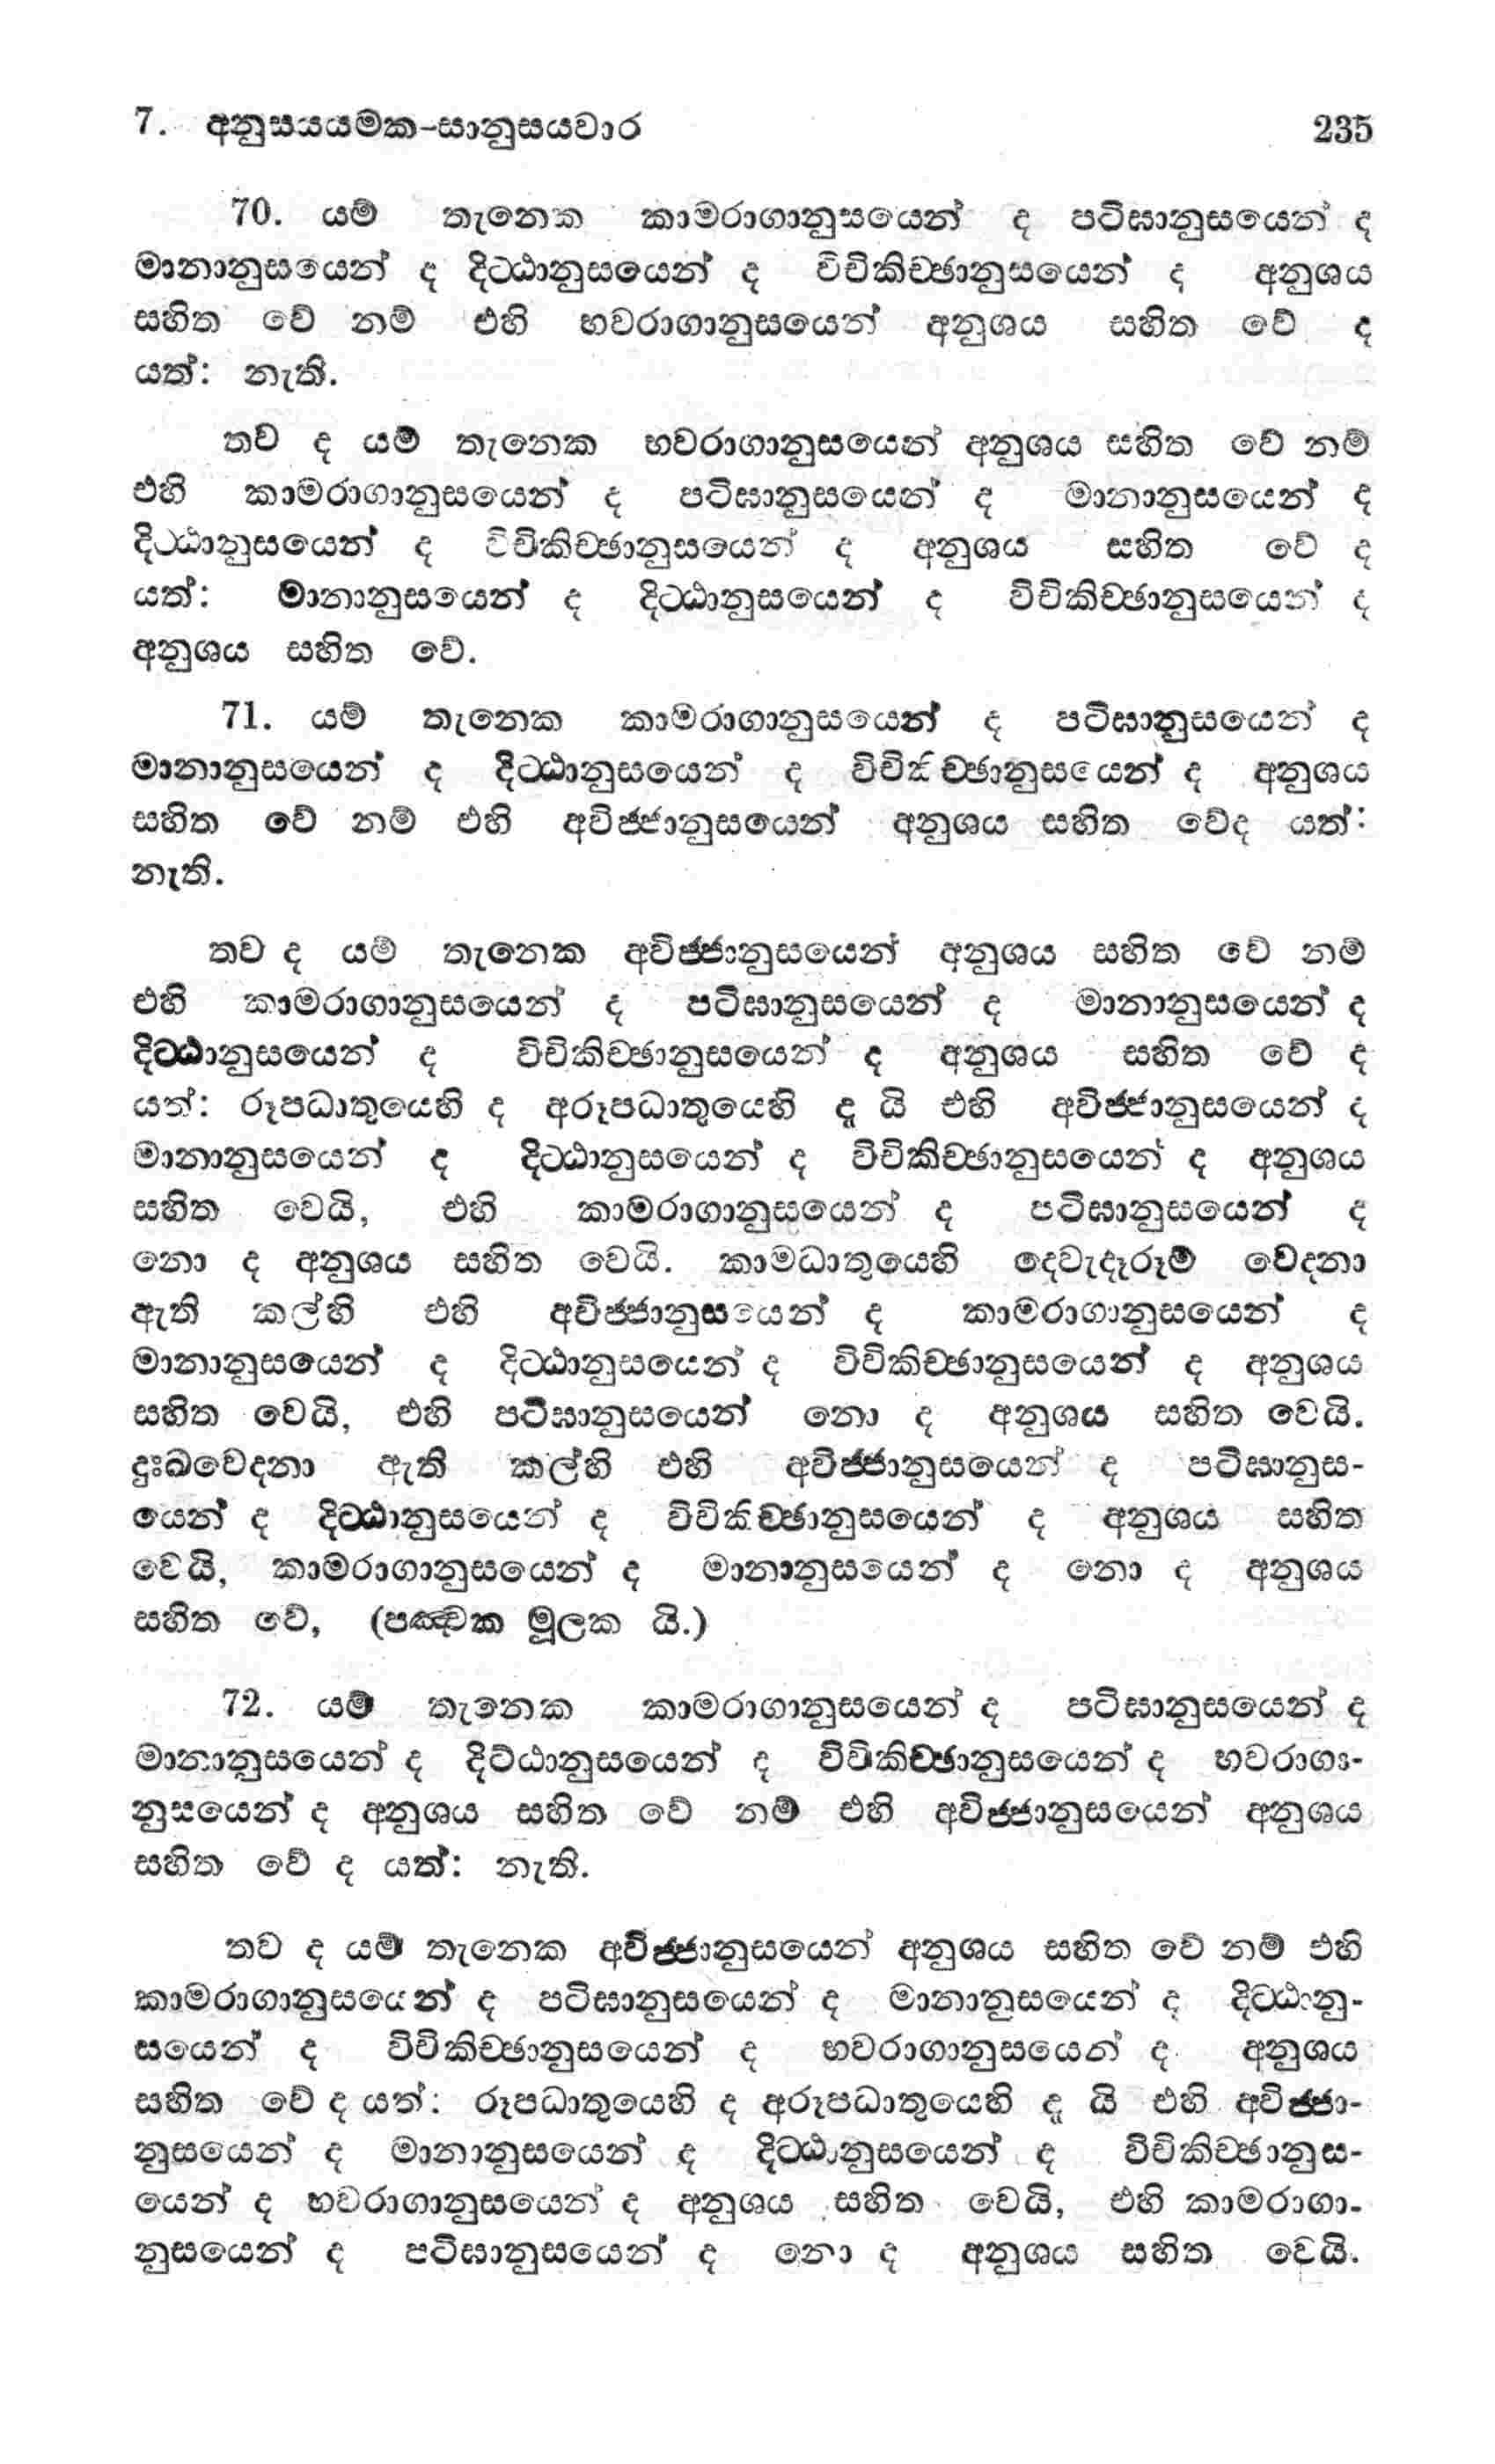 7. අනුසයයමක-සානුසයවාර 235
70. යම් තැනෙක කාමරාගානුසයෙන් ද පටිඝානුසයෙන් ද
මානානුසයෙන් ද දිට්ඨානුසයෙන් ද විචිකිච්ඡානුසයෙන් ද අනුශය
සහිත වේ නම් එහි භවරාගානුසයෙන් අනුශය සහිත වේ ද
යත්: නැති.
තව ද යම් තැනෙක භවරාගානුසයෙන් අනුශය සහිත වේ නම්
එහි කාමරාගානුසයෙන් ද පටිඝානුසයෙන් ද මානානුසයෙන් ද
දිට්ඨානුසයෙන් ද විචිකිච්ඡානුසයෙන් ද අනුශය සහිත වේ ද
යත්: මානානුසයෙන් ද දිට්ඨානුසයෙන් ද විචිකිච්ඡානුසයෙන් ද
අනුශය සහිත වේ.
71. යම් තැනෙක කාමරාගානුසයෙන් ද පටිඝානුසයෙන් ද
මානානුසයෙන් ද දිට්ඨානුසයෙන් ද විචිකිච්ඡානුසයෙන් ද අනුශය
සහිත වේ නම් එහි අවිජ්ජානුසයෙන් අනුශය සහිත වේද යත්:
නැති.
තව ද යම් තැනෙක අවිජ්ජානුසයෙන් අනුශය සහිත වේ නම්
එහි කාමරාගානුසයෙන් ද පටිඝානුසයෙන් ද මානානුසයෙන් ද
දිට්ඨානුසයෙන් ද විචිකිච්ඡානුසයෙන් ද අනුශය සහිත වේ ද
යත්: රූපධාතුයෙහි ද අරූපධාතුයෙහි දු යි එහි අවිජ්ජානුසයෙන් ද
මානානුසයෙන් ද දිට්ඨානුසයෙන් ද විචිකිච්ඡානුසයෙන් ද අනුශය
සහිත වෙයි, එහි කාමරාගානුසයෙන් ද පටිඝානුසයෙන් ද
නො ද අනුශය සහිත වෙයි. කාමධාතුයෙහි දෙවැදෑරුම් වෙදනා
ඇති කල්හි එහි අවිජ්ජානුසයෙන් ද කාමරාගානුසයෙන් ද
මානානුසයෙන් ද දිට්ඨානුසයෙන් ද විචිකිච්ඡානුසයෙන් ද අනුශය
සහිත වෙයි, එහි පටිඝානුසයෙන් නො ද අනුශය සහිත වෙයි.
දුඃඛවෙදනා ඇති කල්හි එහි අවිජ්ජානුසයෙන් ද පටිඝානුස-
යෙන් ද දිට්ඨානුසයෙන් ද විචිකිච්ඡානුසයෙන් ද අනුශය සහිත
වෙයි, කාමරාගානුසයෙන් ද මානානුසයෙන් ද නො ද අනුශය
සහිත වේ, (පඤ්චක මූලක යි.)
72. යම් තැනෙක කාමරාගානුසයෙන් ද පටිඝානුසයෙන් ද
මානානුසයෙන් ද දිට්ඨානුසයෙන් ද විචිකිච්ඡානුසයෙන් ද භවරාගා-
නුසයෙන් ද අනුශය සහිත වේ නම් එහි අවිජ්ජානුසයෙන් අනුශය
සහිත වේ ද යත්: නැති.
තව ද යම් තැනෙක අවිජ්ජානුසයෙන් අනුශය සහිත වේ නම් එහි
කාමරාගානුසයෙන් ද පටිඝානුසයෙන් ද මානානුසයෙන් ද දිට්ඨානු-
සයෙන් ද විචිකිච්ඡානුසයෙන් ද භවරාගානුසයෙන් ද අනුශය
සහිත වේ ද යත්: රූපධාතුයෙහි ද අරූපධාතුයෙහි දු යි එහි අවිජ්ජා-
නුසයෙන් ද මානානුසයෙන් ද දිට්ඨානුසයෙන් ද විචිකිච්ඡානුස-
යෙන් ද භවරාගානුසයෙන් ද අනුශය සහිත වෙයි, එහි කාමරාගා-
නුසයෙන් ද පටිඝානුසයෙන් ද නො ද අනුශය සහිත වෙයි.